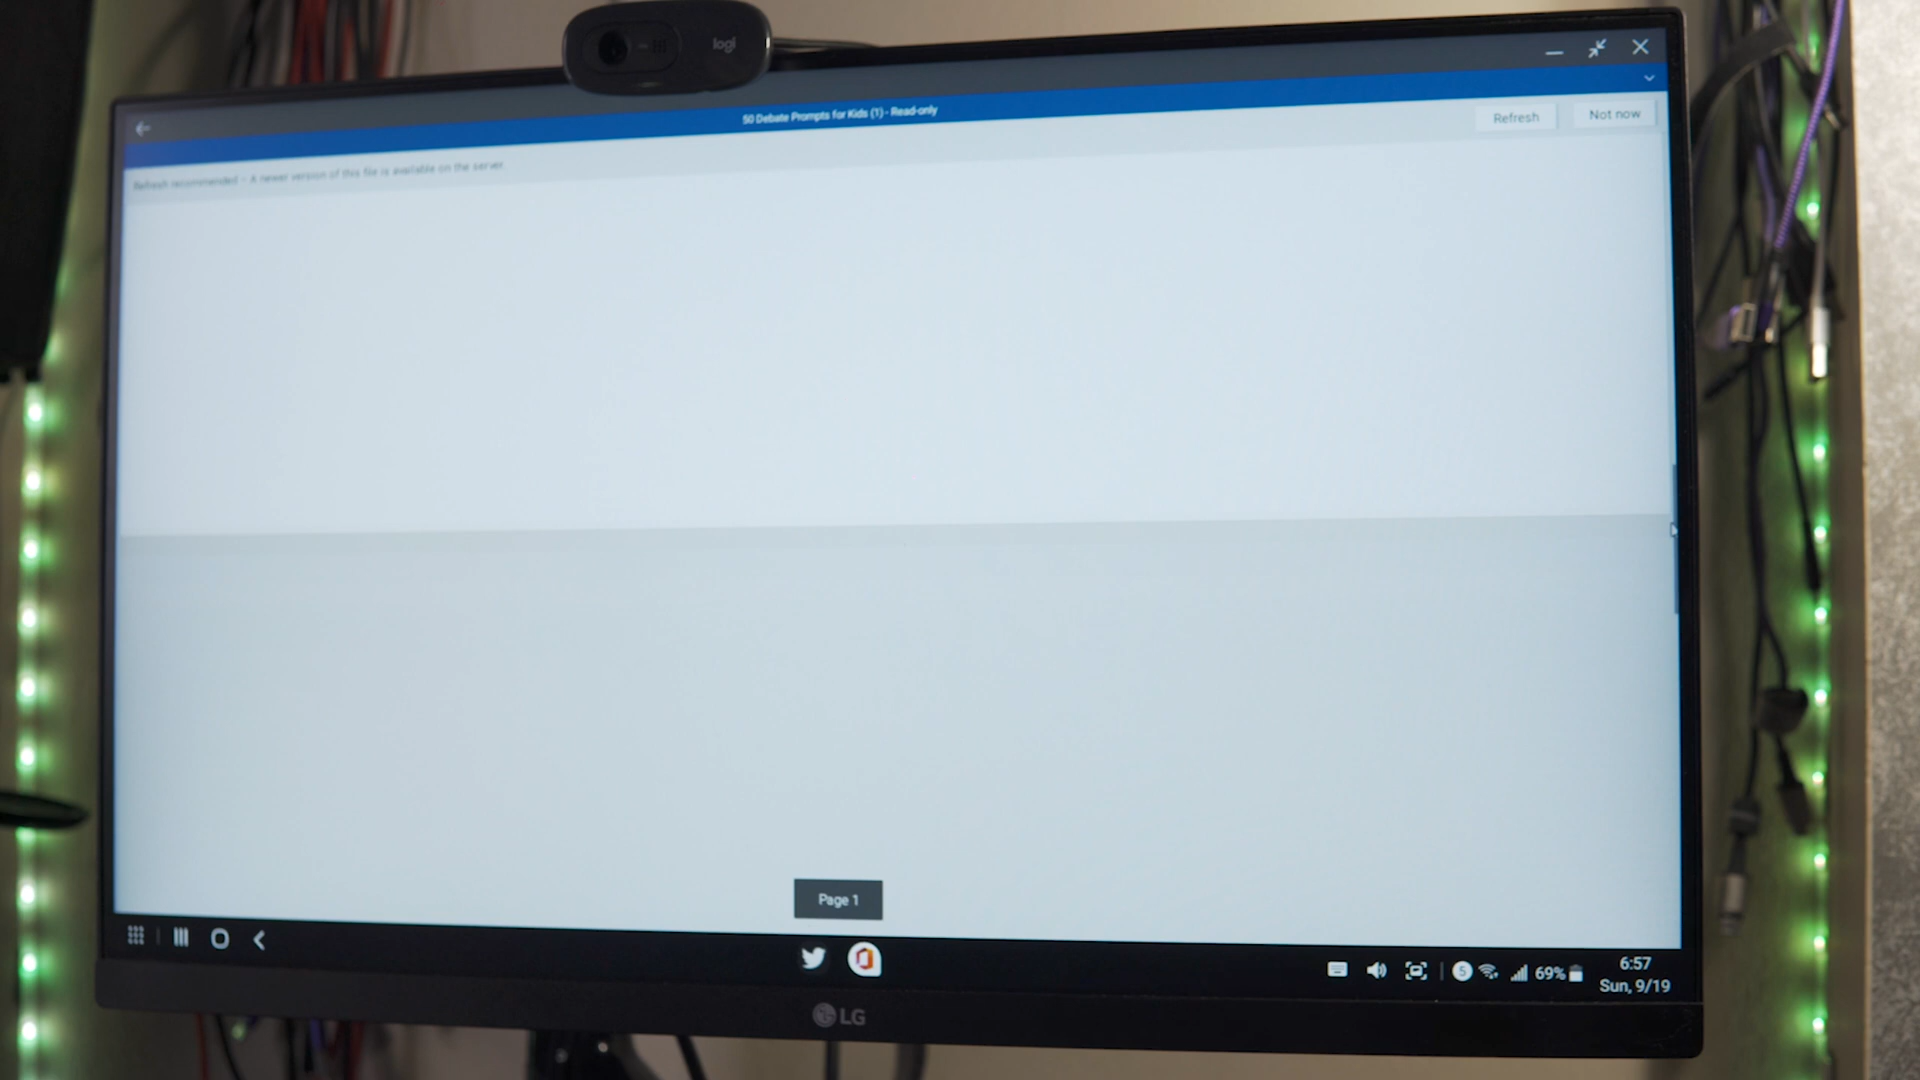 logi
50 Debate Prompts for Kids (1) - Read-only
Refresh
Not now
Refresh recommended - A newer version of this file is available on the server.
Page 1
5
69%
6:57
Sun, 9/19
LG